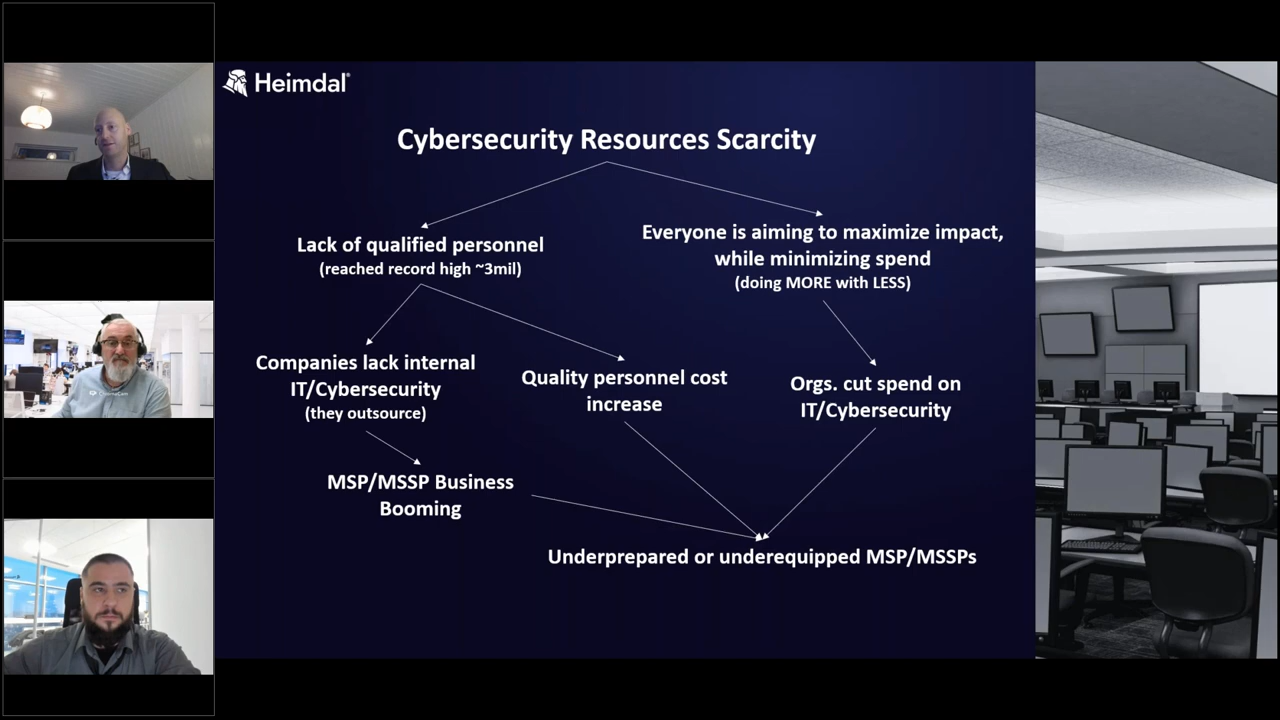 Heimdal®
Cybersecurity Resources Scarcity
Lack of qualified personnel
(reached record high ~3mil)
Everyone is aiming to maximize impact,
while minimizing spend
(doing MORE with LESS)
Companies lack internal
IT/Cybersecurity
(they outsource)
Quality personnel cost
increase
Orgs. cut spend on
IT/Cybersecurity
MSP/MSSP Business
Booming
Underprepared or underequipped MSP/MSSPs